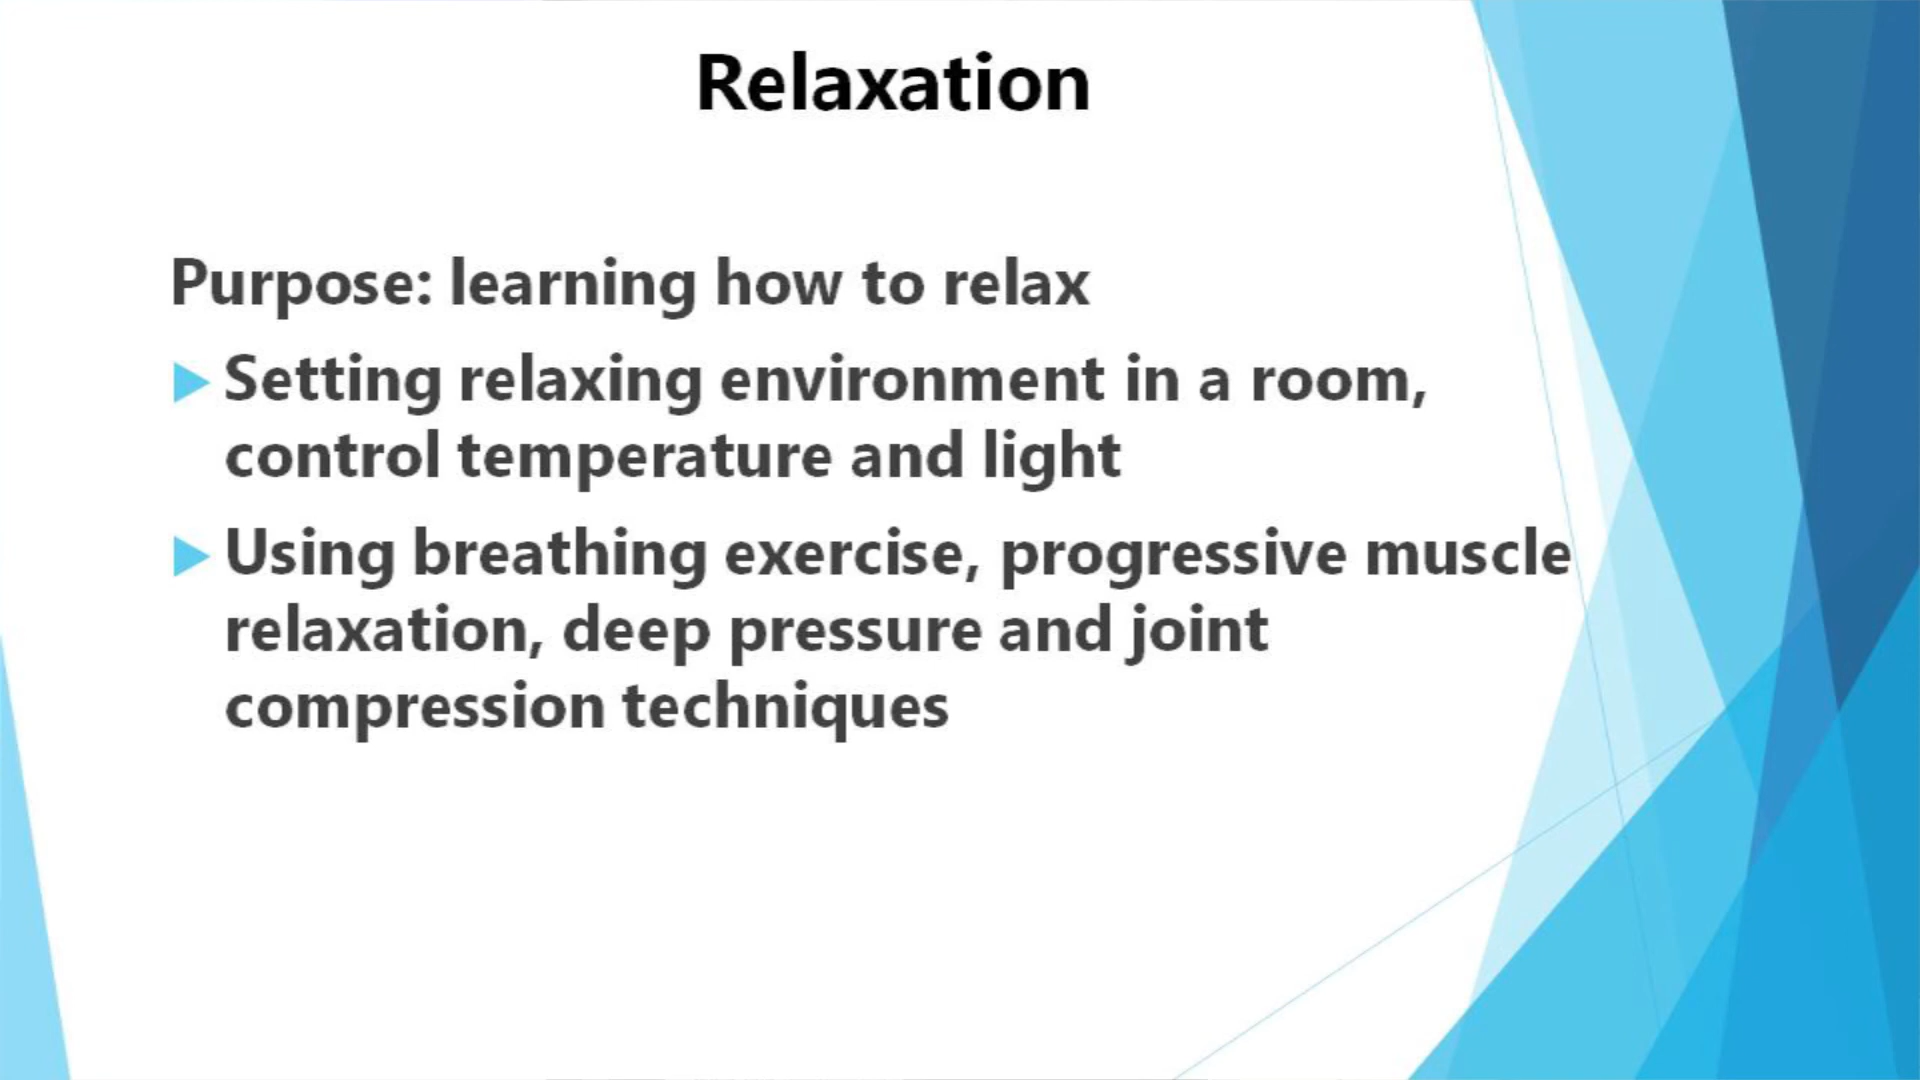 Relaxation
Purpose: learning how to relax
Setting relaxing environment in a room,
control temperature and light
Using breathing exercise, progressive muscle
relaxation, deep pressure and joint
compression techniques